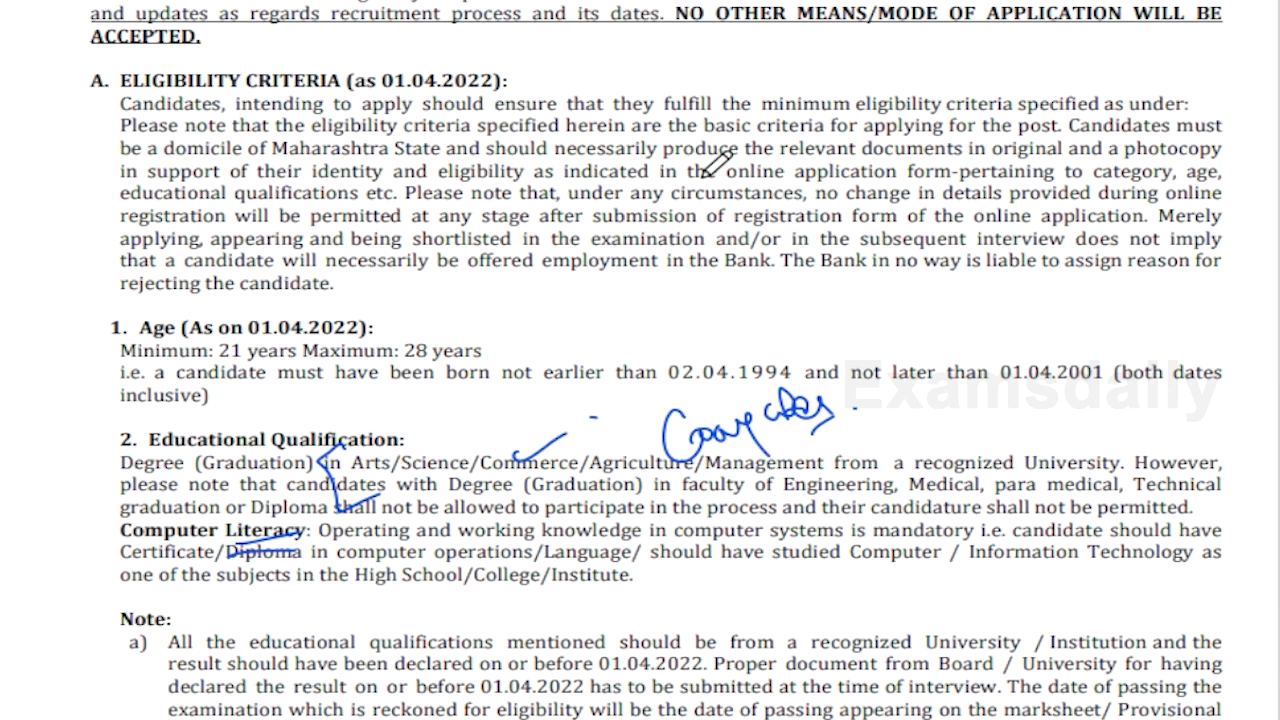 and updates as regards recruitment process and its dates. NO OTHER MEANS/MODE OF APPLICATION WILL BE
ACCEPTED.
A. ELIGIBILITY CRITERIA (as 01.04.2022):
Candidates, intending to apply should ensure that they fulfill the minimum eligibility criteria specified as under:
Please note that the eligibility criteria specified herein are the basic criteria for applying for the post. Candidates must
be a domicile of Maharashtra State and should necessarily produce the relevant documents in original and a photocopy
in support of their identity and eligibility as indicated in the online application form-pertaining to category, age,
educational qualifications etc. Please note that, under any circumstances, no change in details provided during online
registration will be permitted at any stage after submission of registration form of the online application. Merely
applying, appearing and being shortlisted in the examination and/or in the subsequent interview does not imply
that a candidate will necessarily be offered employment in the Bank. The Bank in no way is liable to assign reason for
rejecting the candidate.
1. Age (As on 01.04.2022):
Minimum: 21 years Maximum: 28 years
i.e. a candidate must have been born not earlier than 02.04.1994 and not later than 01.04.2001 (both dates
inclusive)
Examsdaily
2. Educational Qualification:
Degree (Graduation) in Arts/Science/Commerce/Agriculture/Management from a recognized University. However,
please note that candidates with Degree (Graduation) in faculty of Engineering, Medical, para medical, Technical
graduation or Diploma shall not be allowed to participate in the process and their candidature shall not be permitted.
Computer Literacy: Operating and working knowledge in computer systems is mandatory i.e. candidate should have
Certificate/Diploma in computer operations/Language/ should have studied Computer / Information Technology as
one of the subjects in the High School/College/Institute.
Note:
a) All the educational qualifications mentioned should be from a recognized University / Institution and the
result should have been declared on or before 01.04.2022. Proper document from Board / University for having
declared the result on or before 01.04.2022 has to be submitted at the time of interview. The date of passing the
examination which is reckoned for eligibility will be the date of passing appearing on the marksheet/ Provisional